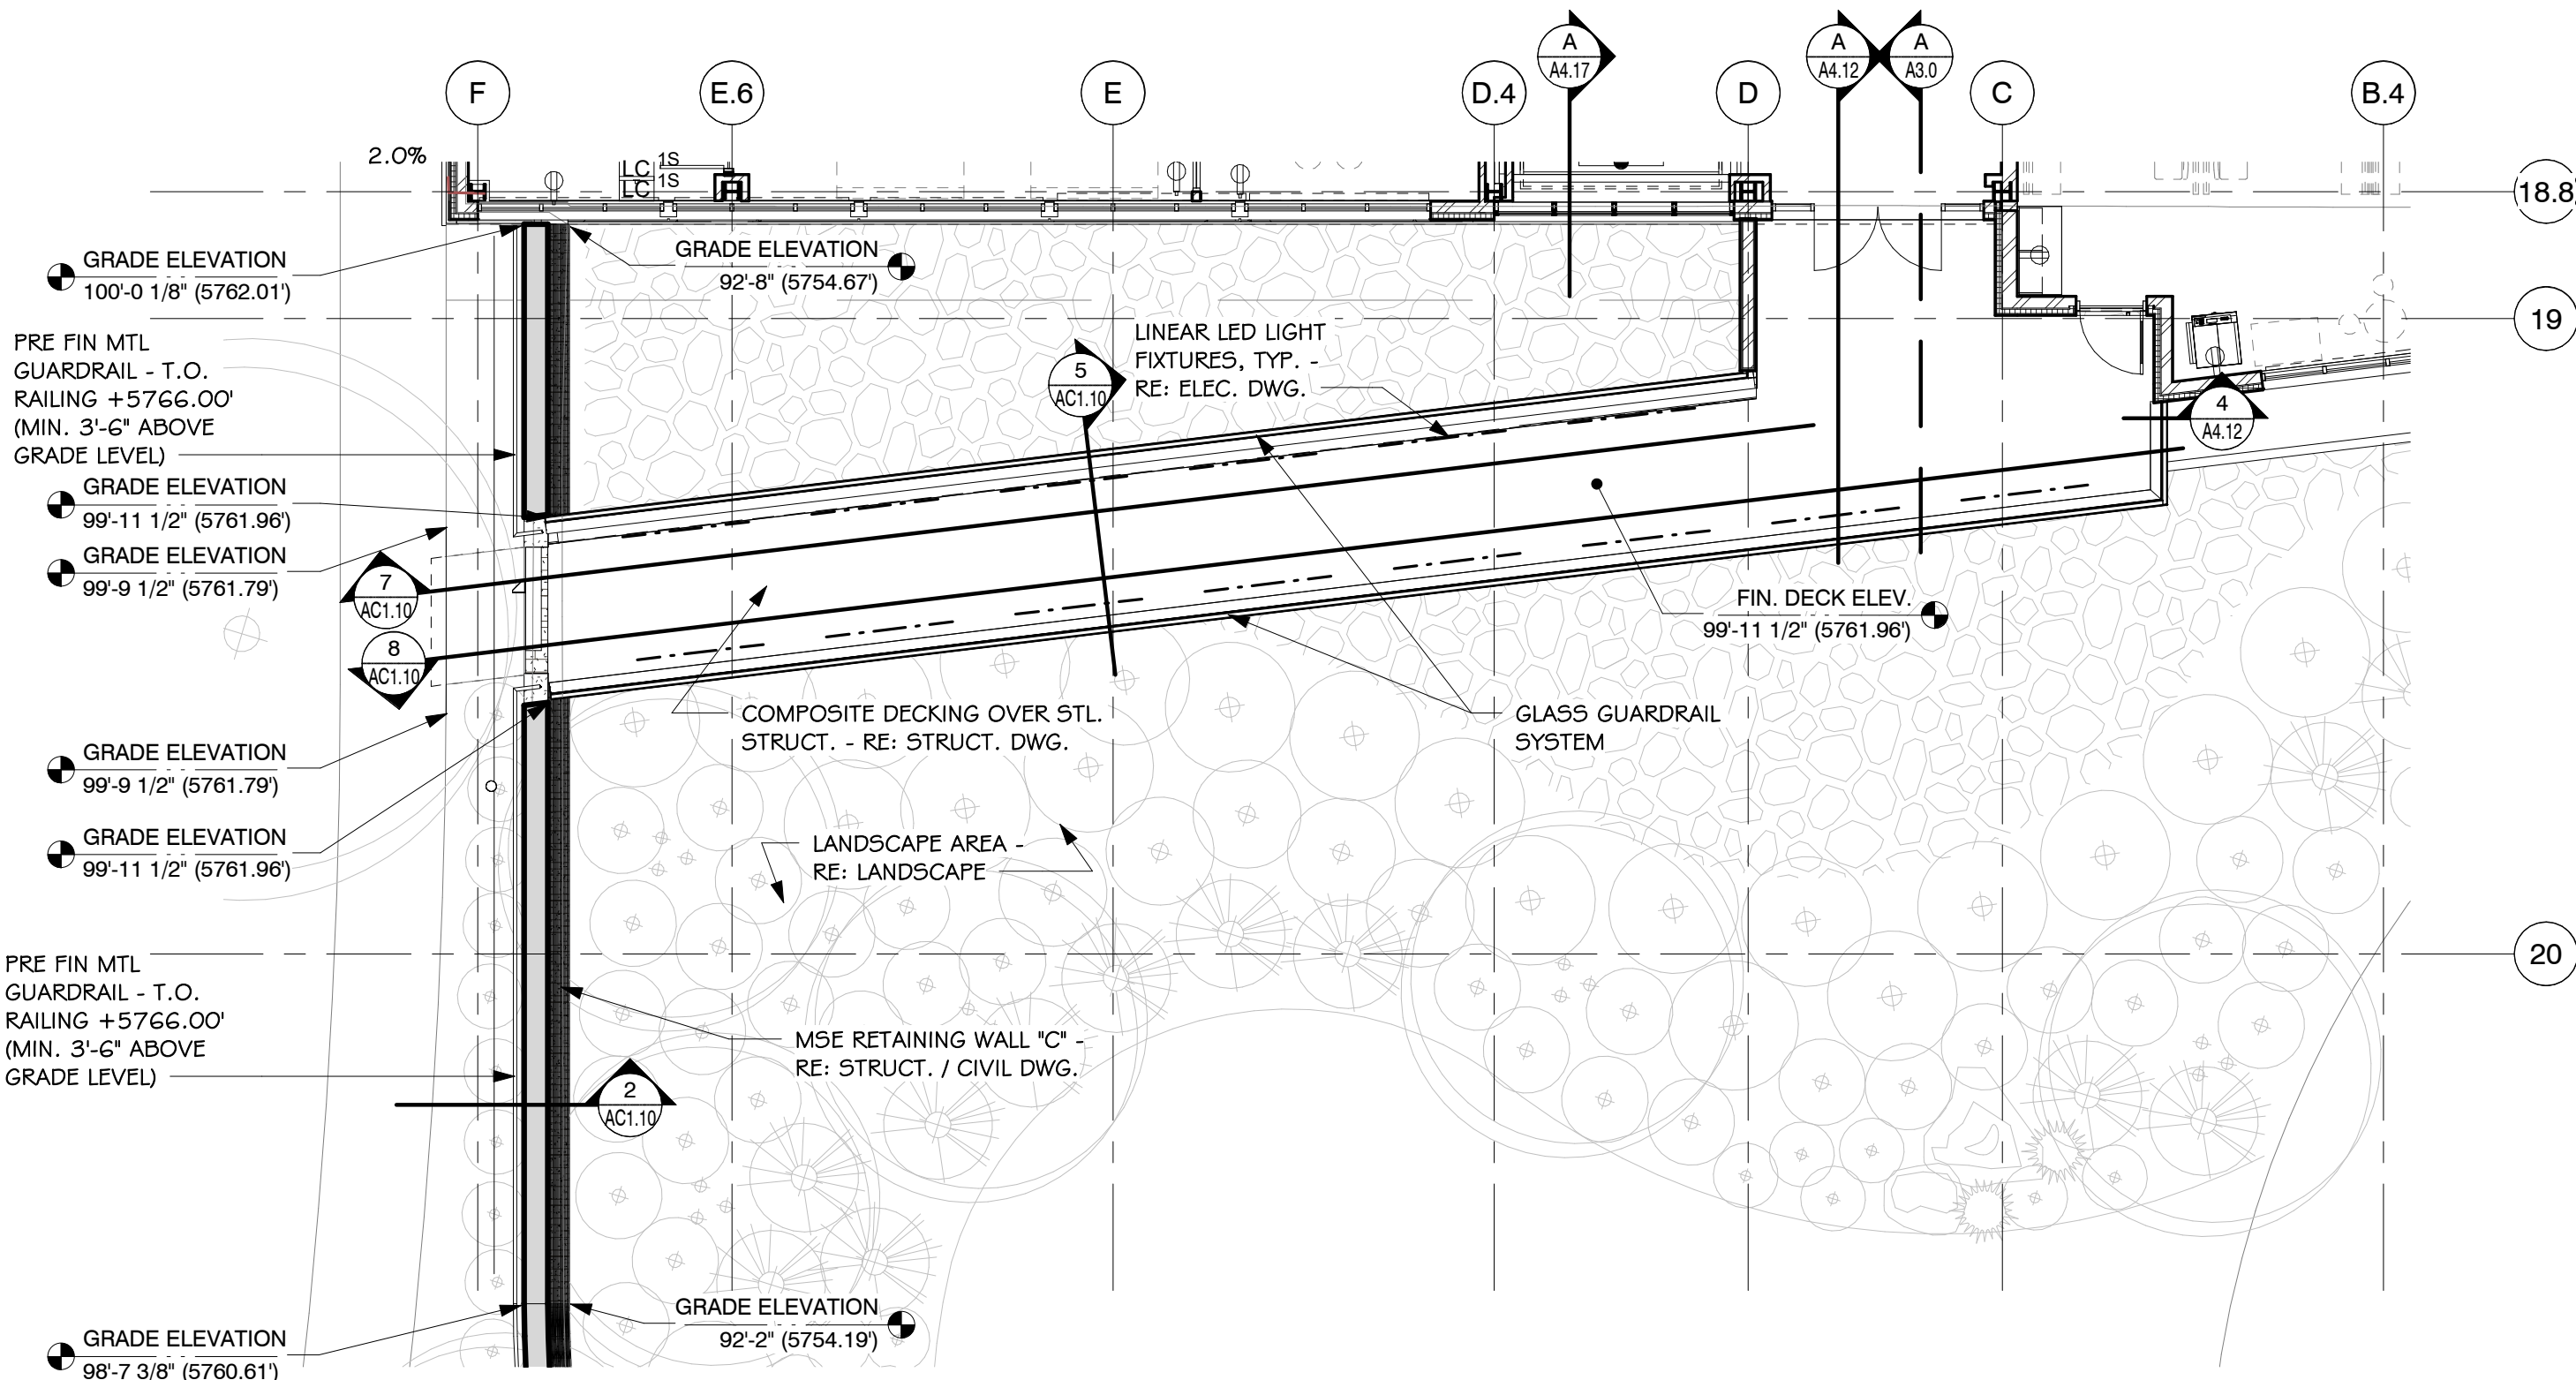 A
A4.17
A
A4.12
A
A3.0
F
E.6
E
D.4
D
C
B.4
2.0%
LC 1S
LC 1S
18.8
GRADE ELEVATION
100'-0 1/8" (5762.01')
GRADE ELEVATION
92'-8" (5754.67')
19
PRE FIN MTL
GUARDRAIL - T.O.
RAILING +5766.00'
(MIN. 3'-6" ABOVE
GRADE LEVEL)
LINEAR LED LIGHT
FIXTURES, TYP. -
RE: ELEC. DWG.
5
AC1.10
4
A4.12
GRADE ELEVATION
99'-11 1/2" (5761.96')
GRADE ELEVATION
99'-9 1/2" (5761.79')
7
AC1.10
8
AC1.10
FIN. DECK ELEV.
99'-11 1/2" (5761.96')
COMPOSITE DECKING OVER STL.
STRUCT. - RE: STRUCT. DWG.
GLASS GUARDRAIL
SYSTEM
GRADE ELEVATION
99'-9 1/2" (5761.79')
GRADE ELEVATION
99'-11 1/2" (5761.96')
LANDSCAPE AREA -
RE: LANDSCAPE
20
PRE FIN MTL
GUARDRAIL - T.O.
RAILING +5766.00'
(MIN. 3'-6" ABOVE
GRADE LEVEL)
MSE RETAINING WALL "C" -
RE: STRUCT. / CIVIL DWG.
2
AC1.10
GRADE ELEVATION
92'-2" (5754.19')
GRADE ELEVATION
98'-7 3/8" (5760.61')